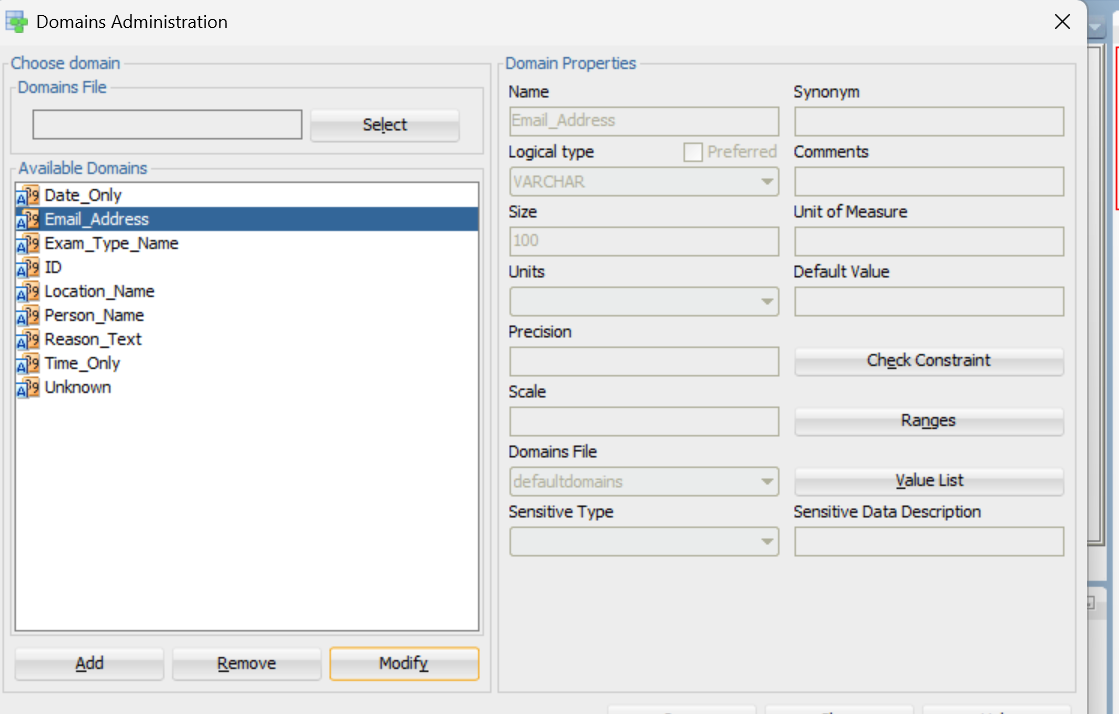 Domains Administration
Choose domain
Domains File
Select
Available Domains
Date_Only
Email_Address
Exam_Type_Name
ID
Location_Name
Person_Name
Reason_Text
Time_Only
Unknown
Add
Remove
Modify
Domain Properties
Name
Synonym
Email_Address
Logical type
Preferred
Comments
VARCHAR
Size
Unit of Measure
100
Units
Default Value
Precision
Check Constraint
Scale
Ranges
Domains File
defaultdomains
Value List
Sensitive Type
Sensitive Data Description